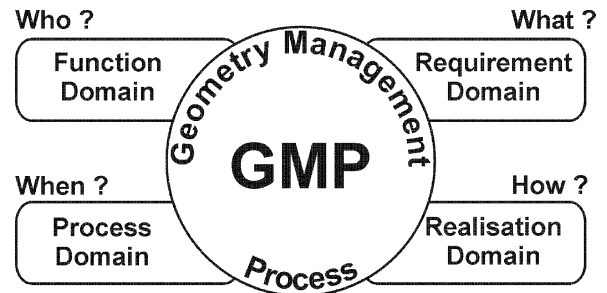 Who ?
What ?
Function
Domain
Geometry Management
Requirement
Domain
GMP
When ?
How ?
Process
Domain
Realisation
Domain
Process